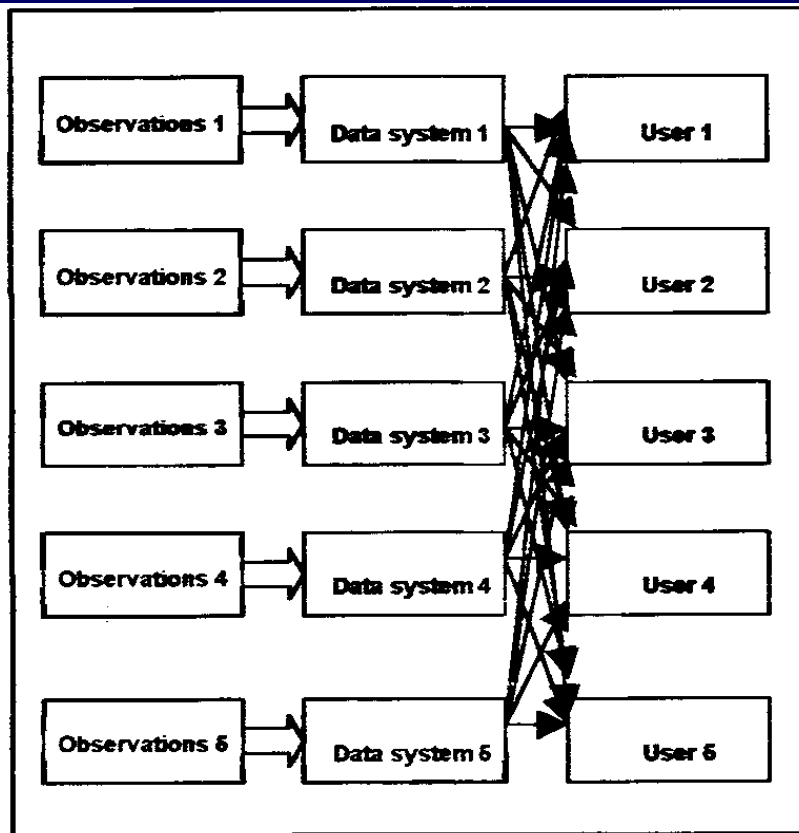 Observations 1
Data system 1
User 1
Observations 2
Data system 2
User 2
Observations 3
Data system 3
User 3
Observations 4
Data system 4
User 4
Observations 5
Data system 5
User 5